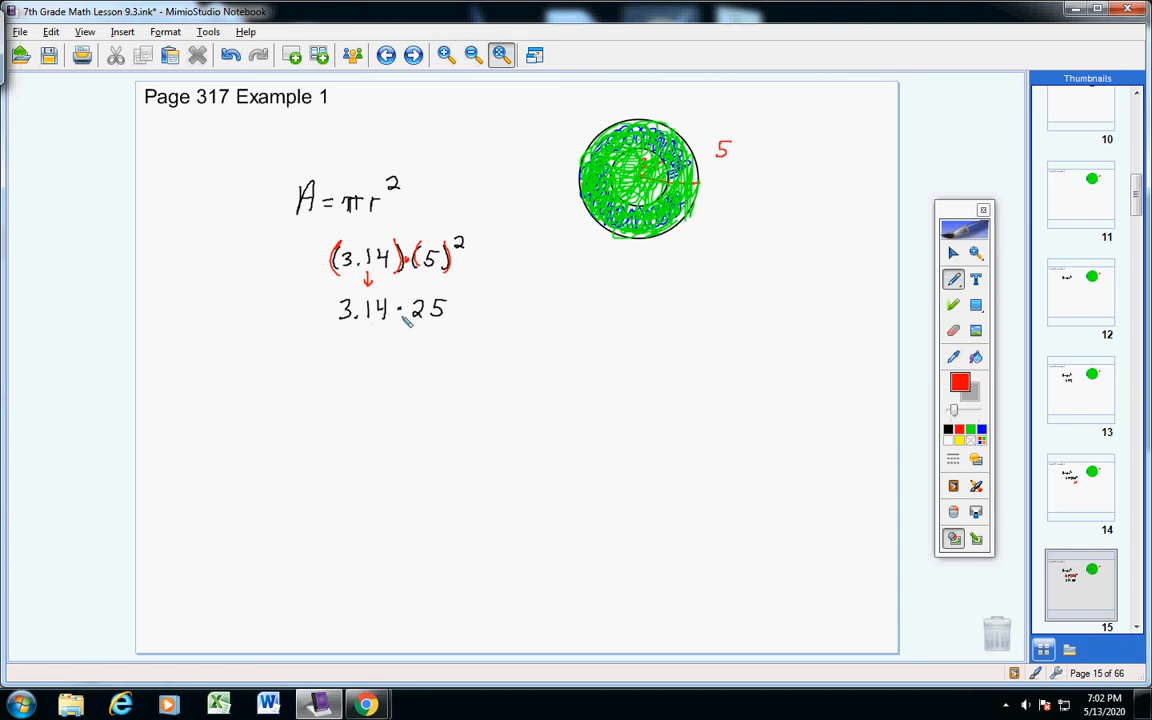 7th Grade Math Lesson 9.3.ink* - MimioStudio Notebook
File Edit View Insert Format Tools Help
Thumbnails
Page 317 Example 1
5
A = πr²
(3.14)·(5)²
3.14·25
10
11
12
13
14
15
T
Page 15 of 66
7:02 PM
5/13/2020